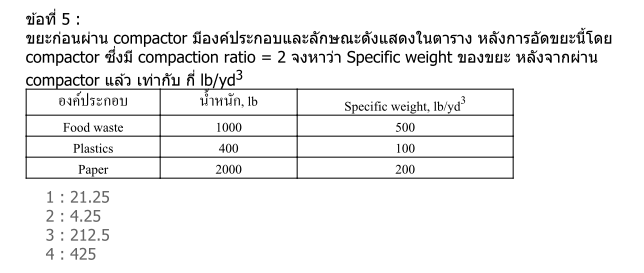 ข้อที่ 5 :
ขยะก่อนผ่าน compactor มีองค์ประกอบและลักษณะดังแสดงในตาราง หลังการอัดขยะนี้โดย
compactor ซึ่งมี compaction ratio = 2 จงหาว่า Specific weight ของขยะ หลังจากผ่าน
compactor แล้ว เท่ากับ กี่ lb/yd³
องค์ประกอบ น้ำหนัก, lb Specific weight, lb/yd³
Food waste 1000 500
Plastics 400 100
Paper 2000 200
1 : 21.25
2 : 4.25
3 : 212.5
4 : 425